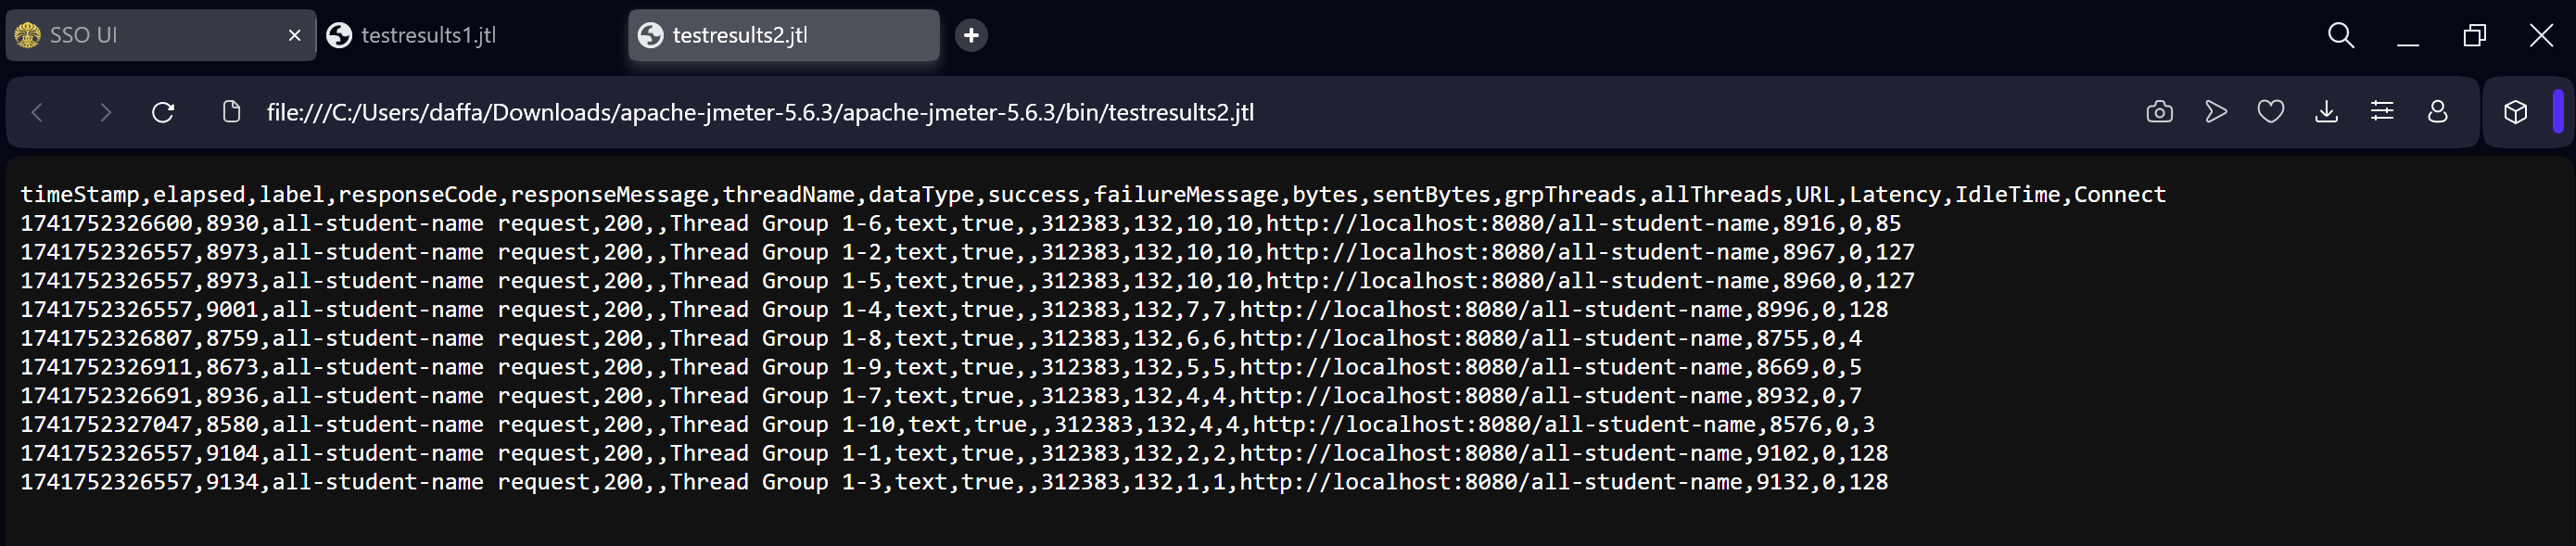 SSO UI
testresults1.jtl
testresults2.jtl
file:///C:/Users/daffa/Downloads/apache-jmeter-5.6.3/apache-jmeter-5.6.3/bin/testresults2.jtl
timeStamp,elapsed,label,responseCode,responseMessage,threadName,dataType,success,failureMessage,bytes,sentBytes,grpThreads,allThreads,URL,Latency,IdleTime,Connect
1741752326600,8930,all-student-name request,200,,Thread Group 1-6,text,true,,312383,132,10,10,http://localhost:8080/all-student-name,8916,0,85
1741752326557,8973,all-student-name request,200,,Thread Group 1-2,text,true,,312383,132,10,10,http://localhost:8080/all-student-name,8967,0,127
1741752326557,8973,all-student-name request,200,,Thread Group 1-5,text,true,,312383,132,10,10,http://localhost:8080/all-student-name,8960,0,127
1741752326557,9001,all-student-name request,200,,Thread Group 1-4,text,true,,312383,132,7,7,http://localhost:8080/all-student-name,8996,0,128
1741752326807,8759,all-student-name request,200,,Thread Group 1-8,text,true,,312383,132,6,6,http://localhost:8080/all-student-name,8755,0,4
1741752326911,8673,all-student-name request,200,,Thread Group 1-9,text,true,,312383,132,5,5,http://localhost:8080/all-student-name,8669,0,5
1741752326691,8936,all-student-name request,200,,Thread Group 1-7,text,true,,312383,132,4,4,http://localhost:8080/all-student-name,8932,0,7
1741752327047,8580,all-student-name request,200,,Thread Group 1-10,text,true,,312383,132,4,4,http://localhost:8080/all-student-name,8576,0,3
1741752326557,9104,all-student-name request,200,,Thread Group 1-1,text,true,,312383,132,2,2,http://localhost:8080/all-student-name,9102,0,128
1741752326557,9134,all-student-name request,200,,Thread Group 1-3,text,true,,312383,132,1,1,http://localhost:8080/all-student-name,9132,0,128